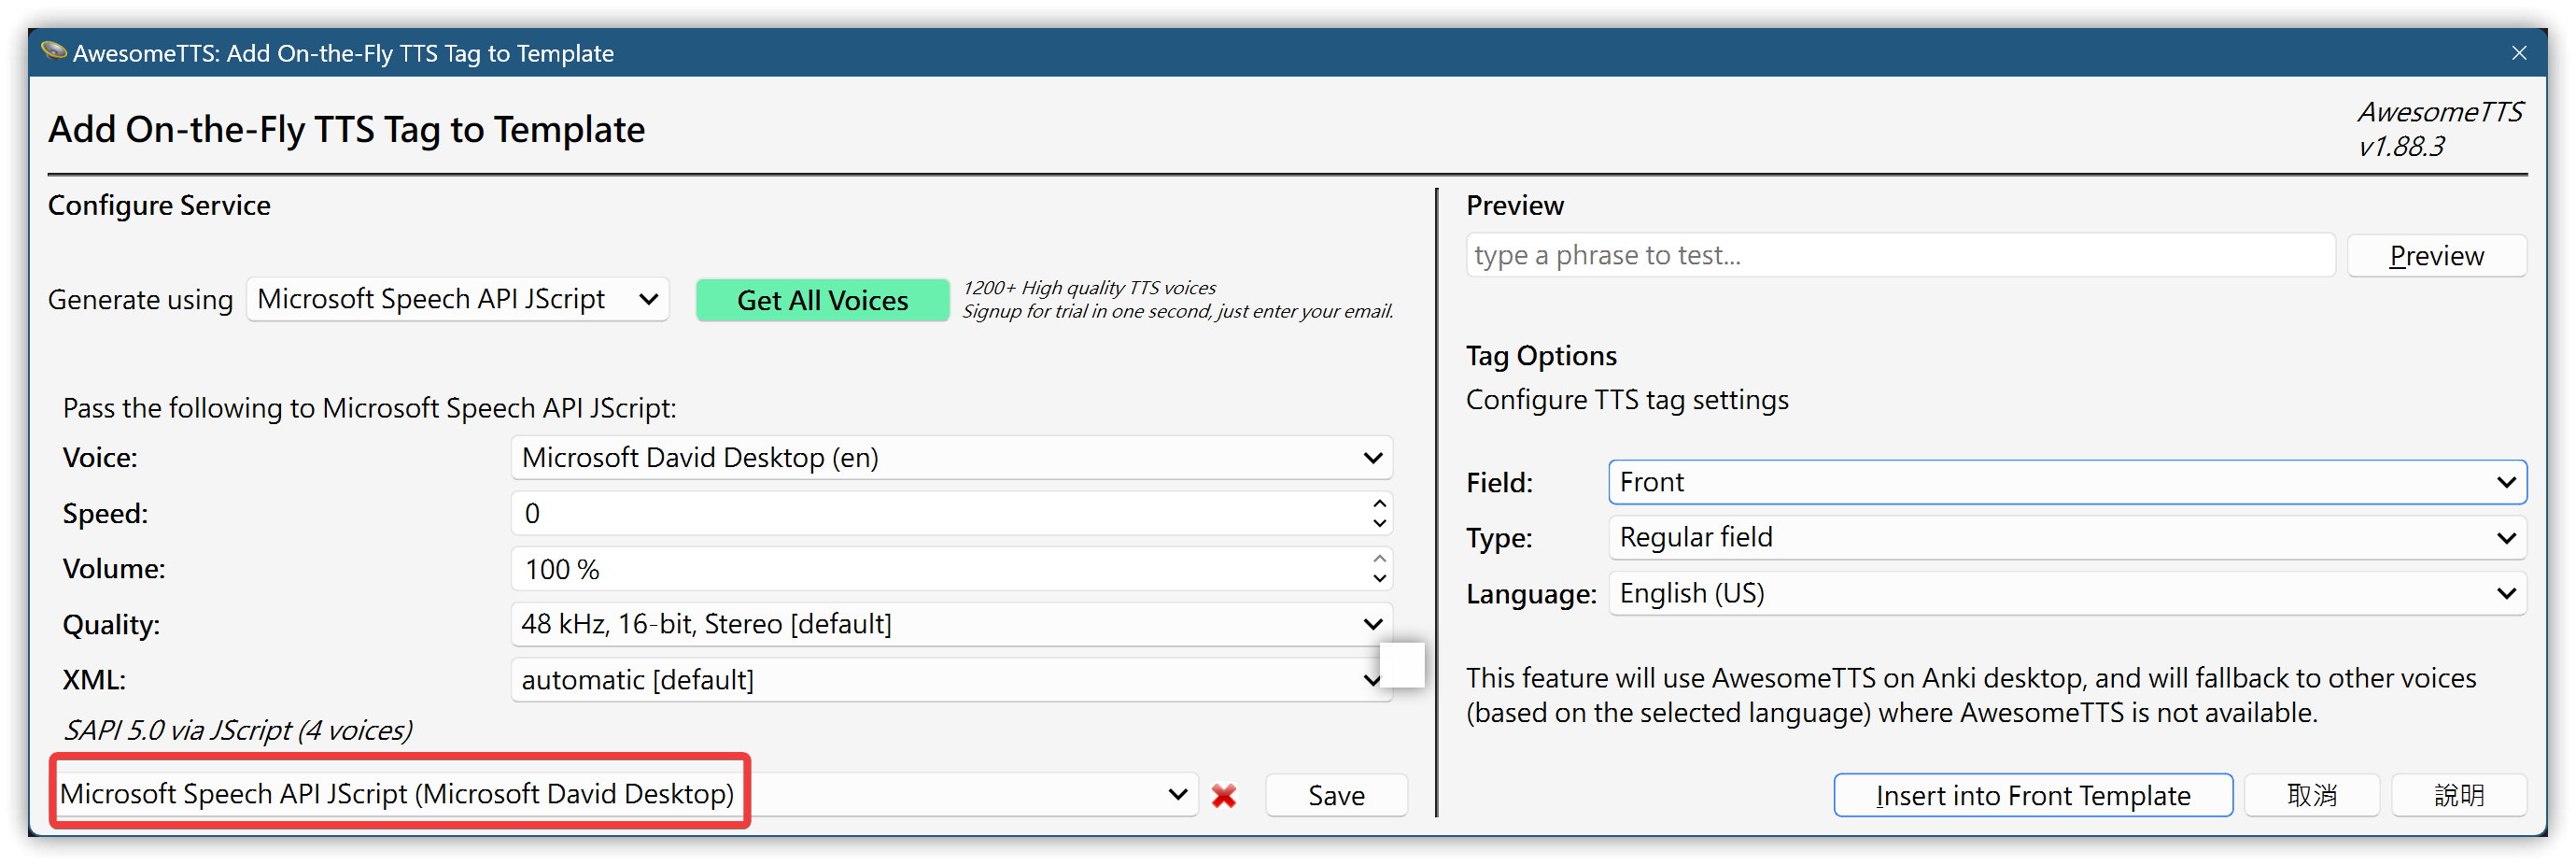 AwesomeTTS: Add On-the-Fly TTS Tag to Template
Add On-the-Fly TTS Tag to Template
AwesomeTTS
v1.88.3
Configure Service
Generate using
Microsoft Speech API JScript
Get All Voices
1200+ High quality TTS voices
Signup for trial in one second, just enter your email.
Pass the following to Microsoft Speech API JScript:
Voice:
Microsoft David Desktop (en)
Speed:
0
Volume:
100 %
Quality:
48 kHz, 16-bit, Stereo [default]
XML:
automatic [default]
SAPI 5.0 via JScript (4 voices)
Microsoft Speech API JScript (Microsoft David Desktop)
Save
Preview
type a phrase to test...
Preview
Tag Options
Configure TTS tag settings
Field:
Front
Type:
Regular field
Language:
English (US)
This feature will use AwesomeTTS on Anki desktop, and will fallback to other voices
(based on the selected language) where AwesomeTTS is not available.
Insert into Front Template
取消
說明